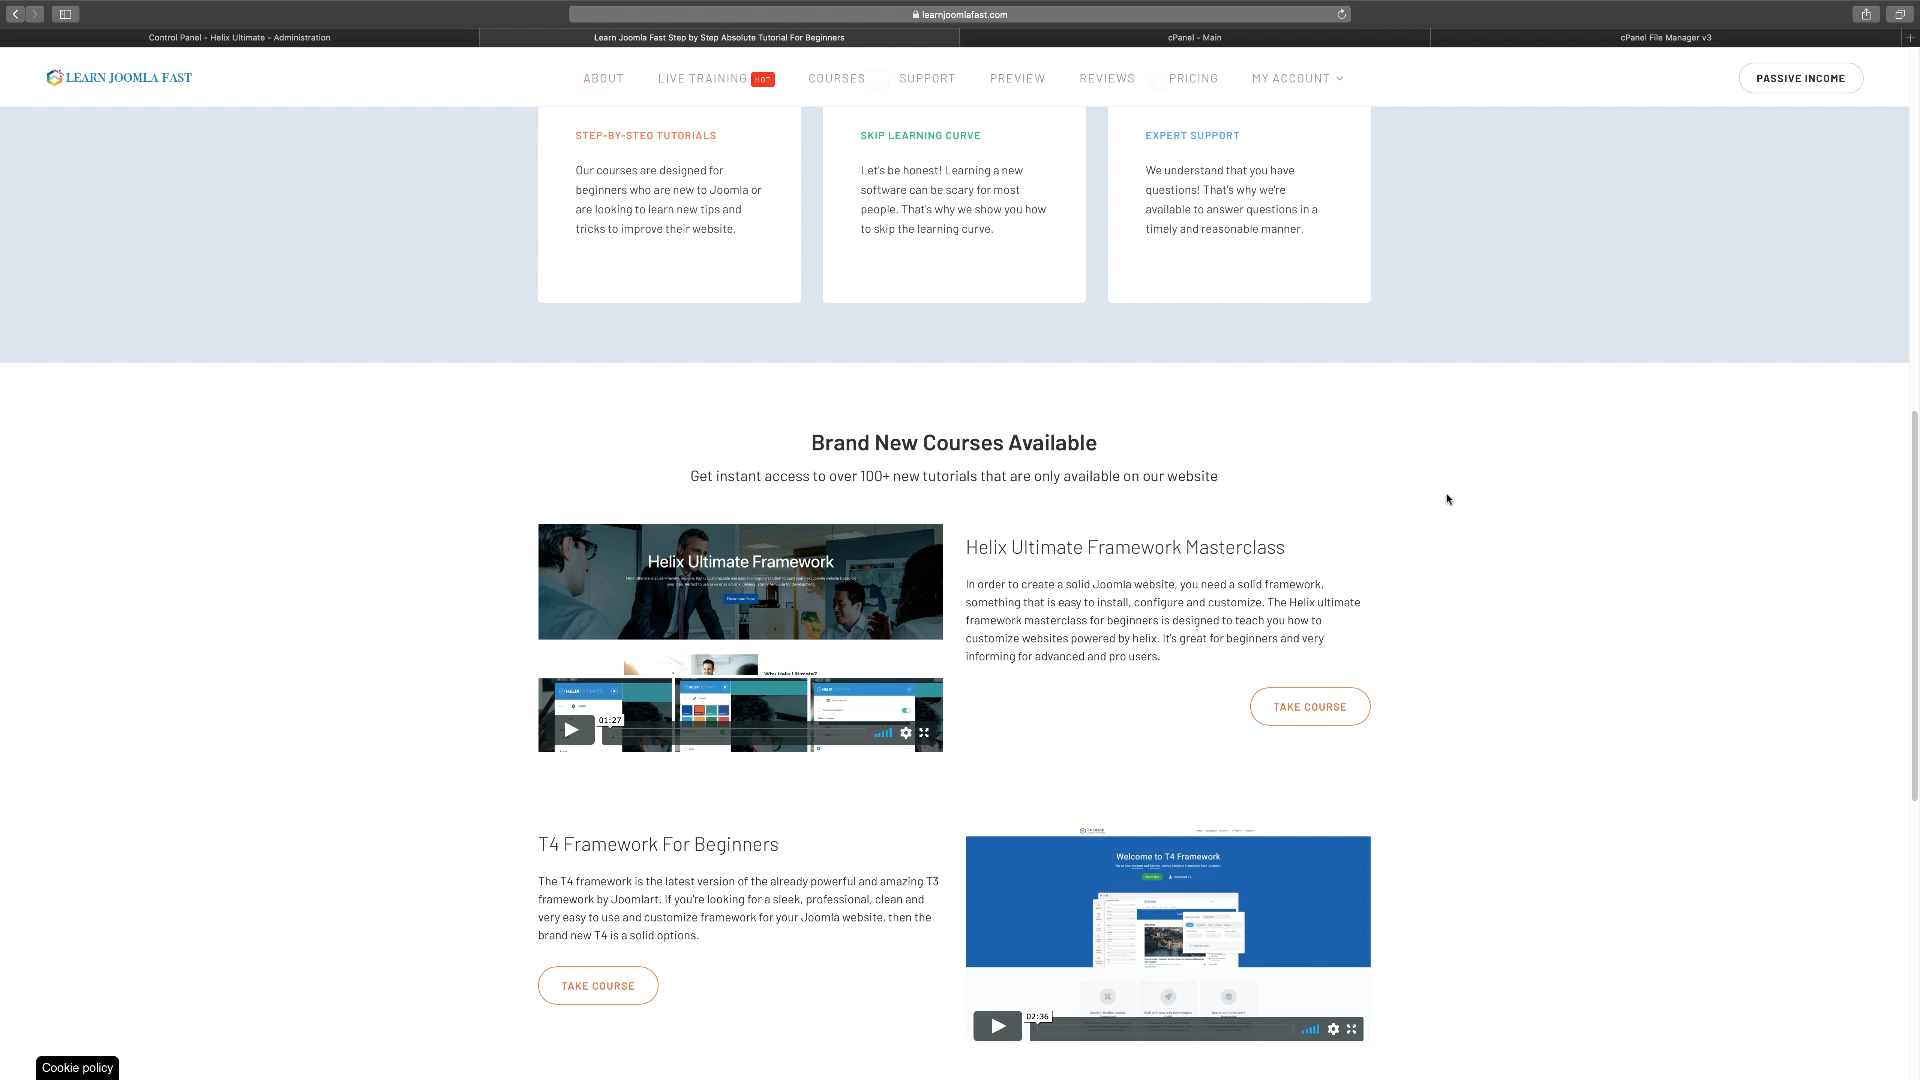 learnjoomlafast.com
Control Panel - Helix Ultimate - Administration
Learn Joomla Fast Step by Step Absolute Tutorial For Beginners
cPanel - Main
cPanel File Manager v3
LEARN JOOMLA FAST
ABOUT
LIVE TRAINING HOT
COURSES
SUPPORT
PREVIEW
REVIEWS
PRICING
MY ACCOUNT
PASSIVE INCOME
STEP-BY-STEO TUTORIALS
Our courses are designed for
beginners who are new to Joomla or
are looking to learn new tips and
tricks to improve their website.
SKIP LEARNING CURVE
Let's be honest! Learning a new
software can be scary for most
people. That's why we show you how
to skip the learning curve.
EXPERT SUPPORT
We understand that you have
questions! That's why we're
available to answer questions in a
timely and reasonable manner.
Brand New Courses Available
Get instant access to over 100+ new tutorials that are only available on our website
Helix Ultimate Framework
Download Now
Why Helix Ultimate?
01:27
Helix Ultimate Framework Masterclass
In order to create a solid Joomla website, you need a solid framework,
something that is easy to install, configure and customize. The Helix ultimate
framework masterclass for beginners is designed to teach you how to
customize websites powered by helix. It's great for beginners and very
informing for advanced and pro users.
TAKE COURSE
T4 Framework For Beginners
The T4 framework is the latest version of the already powerful and amazing T3
framework by Joomlart. If you're looking for a sleek, professional, clean and
very easy to use and customize framework for your Joomla website, then the
brand new T4 is a solid options.
TAKE COURSE
Welcome to T4 Framework
02:36
Cookie policy